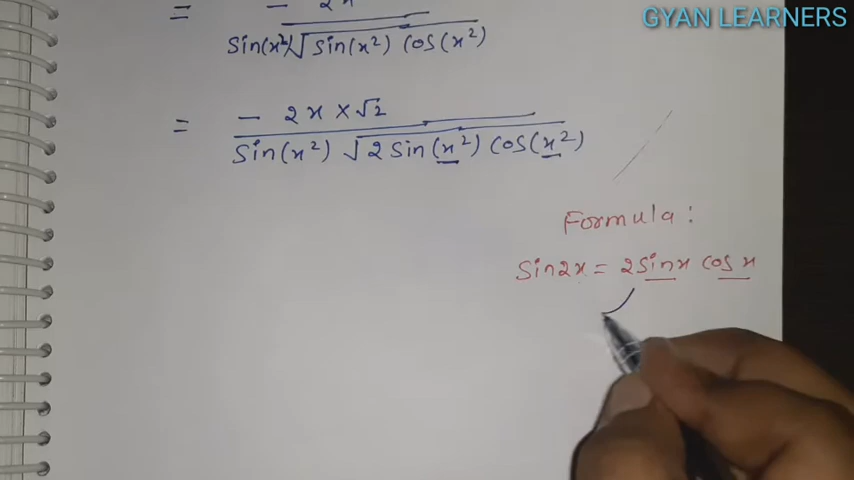 GYAN LEARNERS
= - 2x
sin(x²)√sin(x²) cos(x²)
= - 2x × √2
sin(x²) √2 sin(x²) cos(x²)
Formula :
sin2x = 2sinx cos x